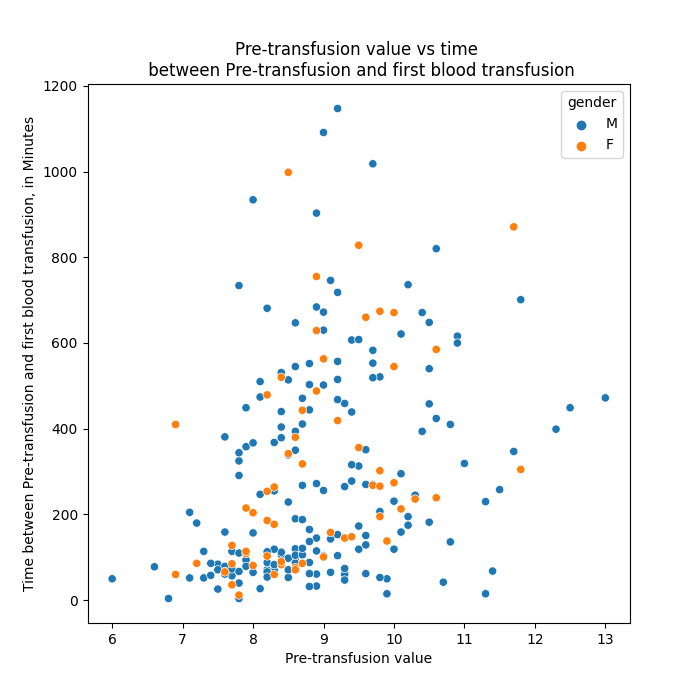 Pre-transfusion value vs time
between Pre-transfusion and first blood transfusion
gender
M
F
Time between Pre-transfusion and first blood transfusion, in Minutes
1200
1000
800
600
400
200
0
6 7 8 9 10 11 12 13
Pre-transfusion value